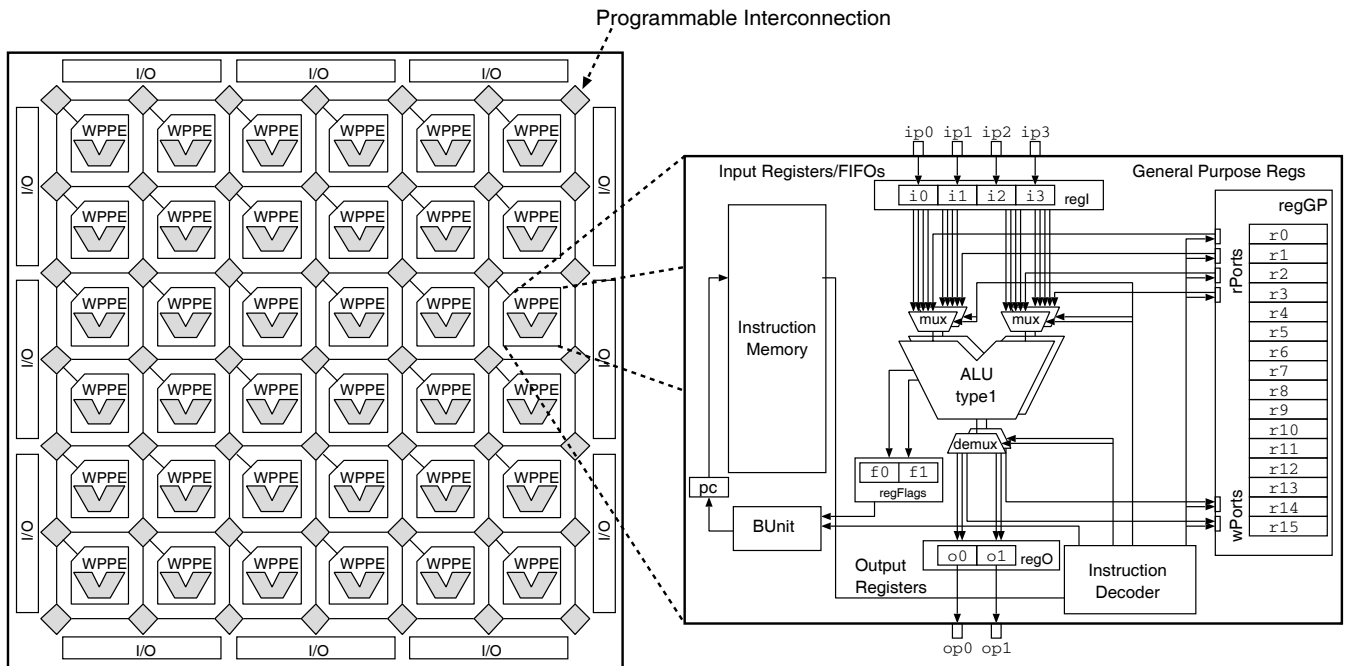 Programmable Interconnection
I/O I/O I/O
I/O
I/O
I/O
I/O
I/O
I/O
WPPE WPPE WPPE WPPE WPPE WPPE
WPPE WPPE WPPE WPPE WPPE WPPE
WPPE WPPE WPPE WPPE WPPE WPPE
WPPE WPPE WPPE WPPE WPPE WPPE
WPPE WPPE WPPE WPPE WPPE WPPE
WPPE WPPE WPPE WPPE WPPE WPPE
I/O I/O I/O
ip0 ip1 ip2 ip3
Input Registers/FIFOs
General Purpose Regs
i0 i1 i2 i3 regI
regGP
rPorts
r0
r1
r2
r3
r4
r5
r6
r7
r8
r9
r10
r11
r12
r13
r14
r15
wPorts
mux mux
Instruction
Memory
ALU
type1
demux
f0 f1
regFlags
pc
BUnit
o0 o1 regO
Output
Registers
Instruction
Decoder
op0 op1